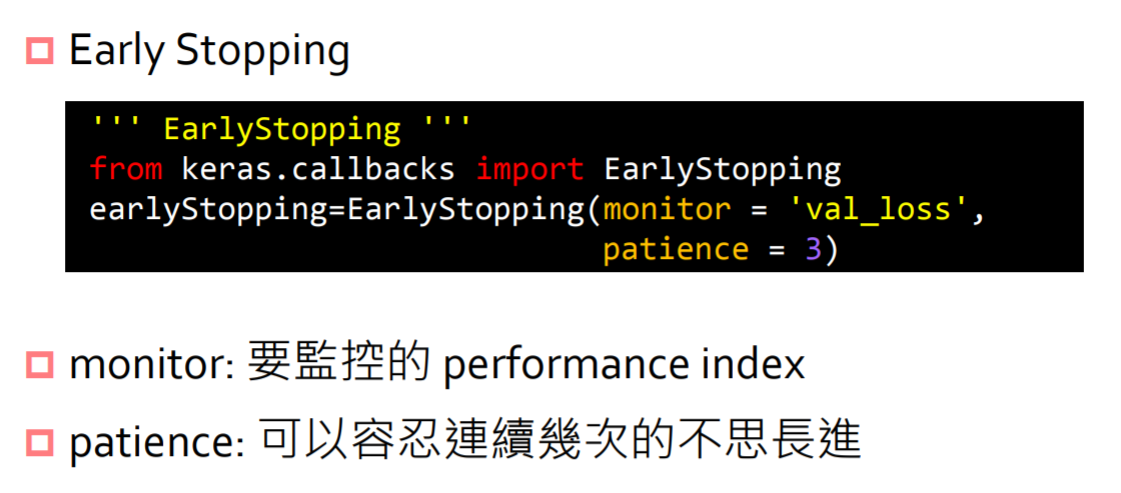 Early Stopping
''' EarlyStopping '''
from keras.callbacks import EarlyStopping
earlyStopping=EarlyStopping(monitor = 'val_loss',
patience = 3)
monitor: 要監控的 performance index
patience: 可以容忍連續幾次的不思長進